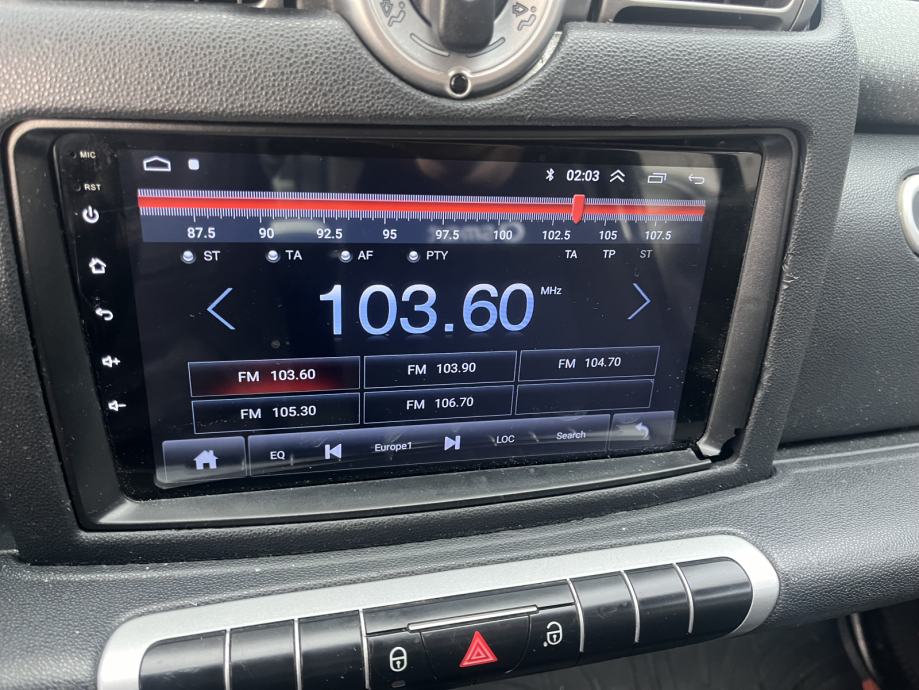 MIC
RST
02:03
87.5 90 92.5 95 97.5 100 102.5 105 107.5
ST TA AF PTY TA TP ST
103.60 MHz
FM 103.60 FM 103.90 FM 104.70
FM 105.30 FM 106.70
EQ Europe1 LOC Search